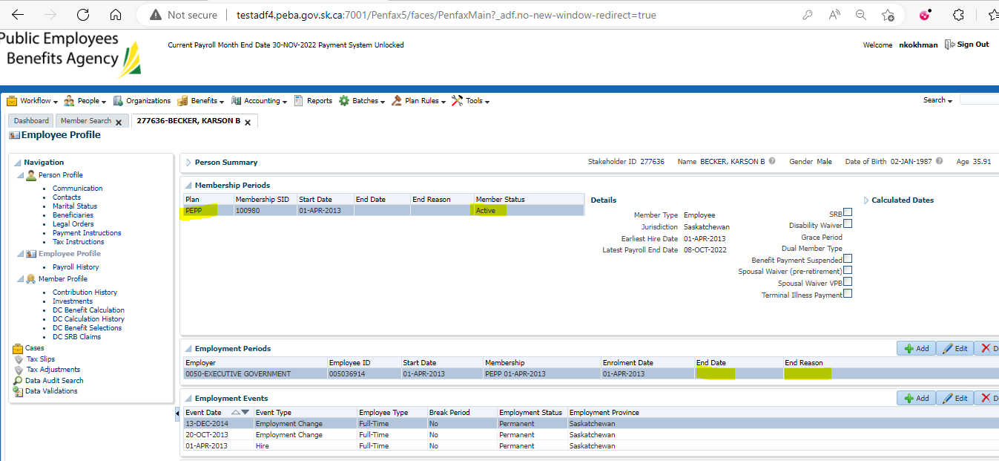 Not secure testadf4.peba.gov.sk.ca:7001/Penfax5/faces/PenfaxMain?_adf.no-new-window-redirect=true
Public Employees
Benefits Agency
Current Payroll Month End Date 30-NOV-2022 Payment System Unlocked
Welcome nkokhman Sign Out
Workflow People Organizations Benefits Accounting Reports Batches Plan Rules Tools Search
Dashboard Member Search 277636-BECKER, KARSON B
Employee Profile
Navigation
Person Profile
Communication
Contacts
Marital Status
Beneficiaries
Legal Orders
Payment Instructions
Tax Instructions
Employee Profile
Payroll History
Member Profile
Contribution History
Investments
DC Benefit Calculation
DC Calculation History
DC Benefit Selections
DC SRB Claims
Cases
Tax Slips
Tax Adjustments
Data Audit Search
Data Validations
Person Summary Stakeholder ID 277636 Name BECKER, KARSON B Gender Male Date of Birth 02-JAN-1987 Age 35.91
Membership Periods
Plan Membership SID Start Date End Date End Reason Member Status
PEPP 100980 01-APR-2013 Active
Details
Member Type Employee
Jurisdiction Saskatchewan
Earliest Hire Date 01-APR-2013
Latest Payroll End Date 08-OCT-2022
SRB
Disability Waiver
Grace Period
Dual Member Type
Benefit Payment Suspended
Spousal Waiver (pre-retirement)
Spousal Waiver VPB
Terminal Illness Payment
Calculated Dates
Employment Periods Add Edit D
Employer Employee ID Start Date Membership Enrolment Date End Date End Reason
0050-EXECUTIVE GOVERNMENT 005036914 01-APR-2013 PEPP 01-APR-2013 01-APR-2013
Employment Events Add Edit D
Event Date Event Type Employee Type Break Period Employment Status Employment Province
13-DEC-2014 Employment Change Full-Time No Permanent Saskatchewan
20-OCT-2013 Employment Change Full-Time No Permanent Saskatchewan
01-APR-2013 Hire Full-Time No Permanent Saskatchewan